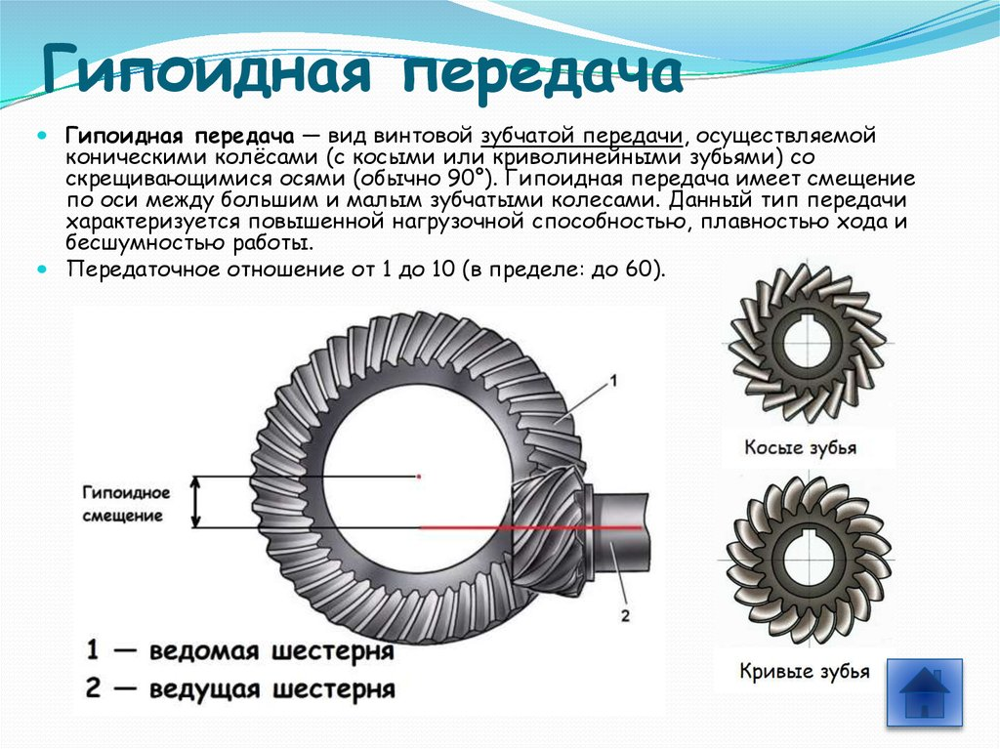 Гипоидная передача
• Гипоидная передача — вид винтовой зубчатой передачи, осуществляемой
коническими колёсами (с косыми или криволинейными зубьями) со
скрещивающимися осями (обычно 90°). Гипоидная передача имеет смещение
по оси между большим и малым зубчатыми колесами. Данный тип передачи
характеризуется повышенной нагрузочной способностью, плавностью хода и
бесшумностью работы.
• Передаточное отношение от 1 до 10 (в пределе: до 60).
1
Косые зубья
Гипоидное
смещение
2
1 — ведомая шестерня
2 — ведущая шестерня
Кривые зубья